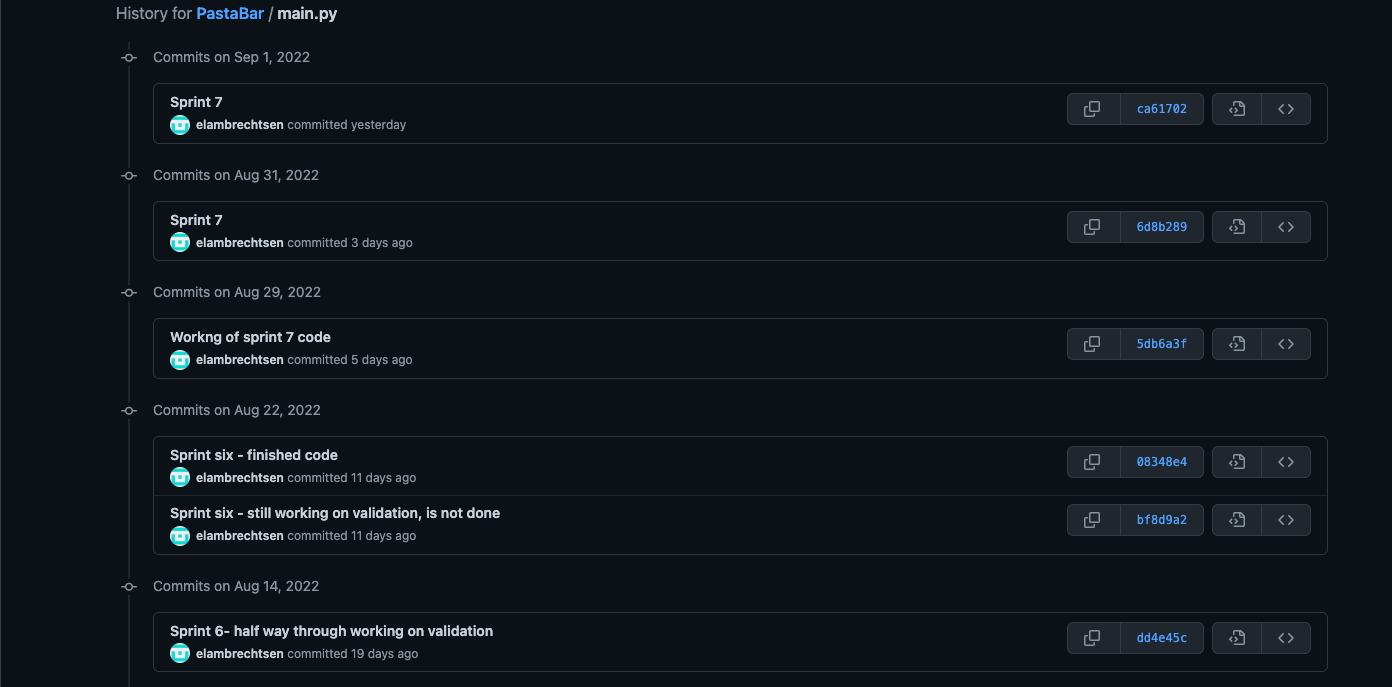 History for PastaBar / main.py
Commits on Sep 1, 2022
Sprint 7
ca61702
elambrechtsen committed yesterday
Commits on Aug 31, 2022
Sprint 7
6d8b289
elambrechtsen committed 3 days ago
Commits on Aug 29, 2022
Workng of sprint 7 code
5db6a3f
elambrechtsen committed 5 days ago
Commits on Aug 22, 2022
Sprint six - finished code
08348e4
elambrechtsen committed 11 days ago
Sprint six - still working on validation, is not done
bf8d9a2
elambrechtsen committed 11 days ago
Commits on Aug 14, 2022
Sprint 6- half way through working on validation
dd4e45c
elambrechtsen committed 19 days ago